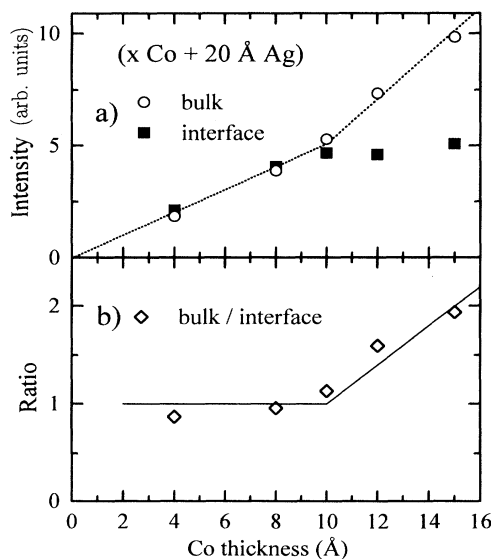 10
(x Co + 20 Å Ag)
a)
bulk
interface
5
0
Intensity (arb. units)
b)
bulk / interface
2
1
0
Ratio
0 2 4 6 8 10 12 14 16
Co thickness (Å)